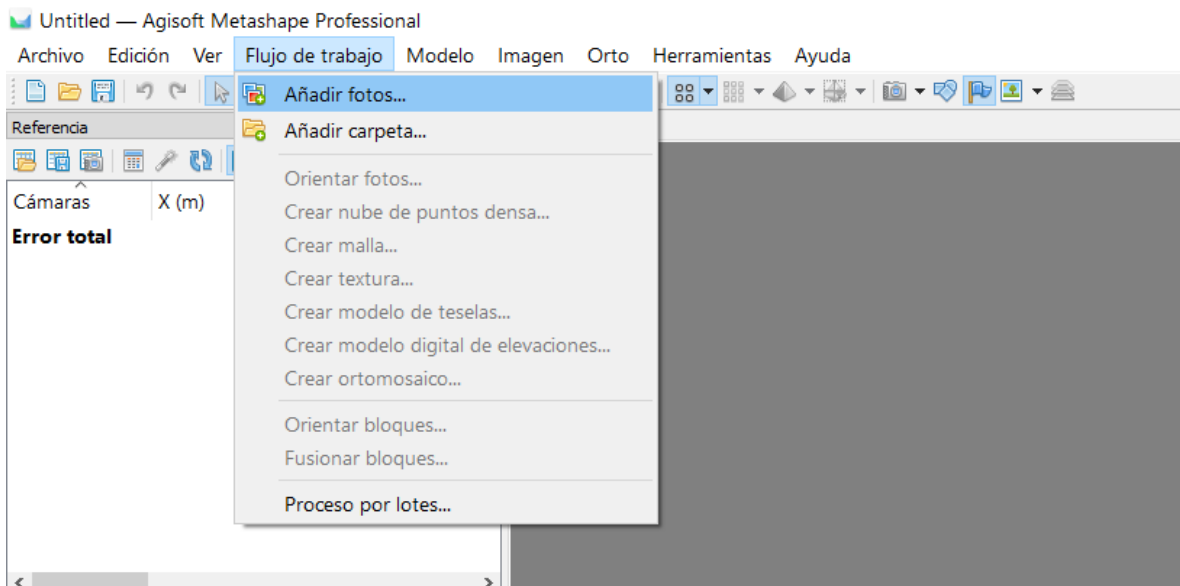 Untitled — Agisoft Metashape Professional
Archivo Edición Ver Flujo de trabajo Modelo Imagen Orto Herramientas Ayuda
Añadir fotos...
Referencia
Añadir carpeta...
Orientar fotos...
Cámaras X (m)
Crear nube de puntos densa...
Error total
Crear malla...
Crear textura...
Crear modelo de teselas...
Crear modelo digital de elevaciones...
Crear ortomosaico...
Orientar bloques...
Fusionar bloques...
Proceso por lotes...